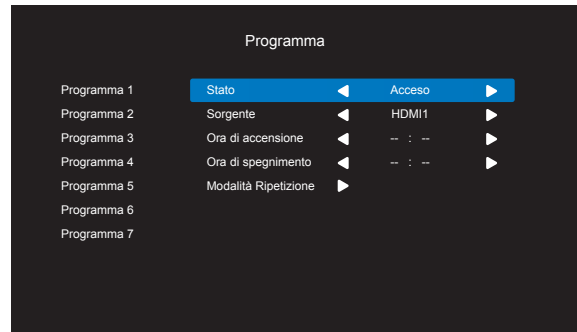 Programma
Programma 1 Stato Acceso
Programma 2 Sorgente HDMI1
Programma 3 Ora di accensione -- : --
Programma 4 Ora di spegnimento -- : --
Programma 5 Modalità Ripetizione
Programma 6
Programma 7